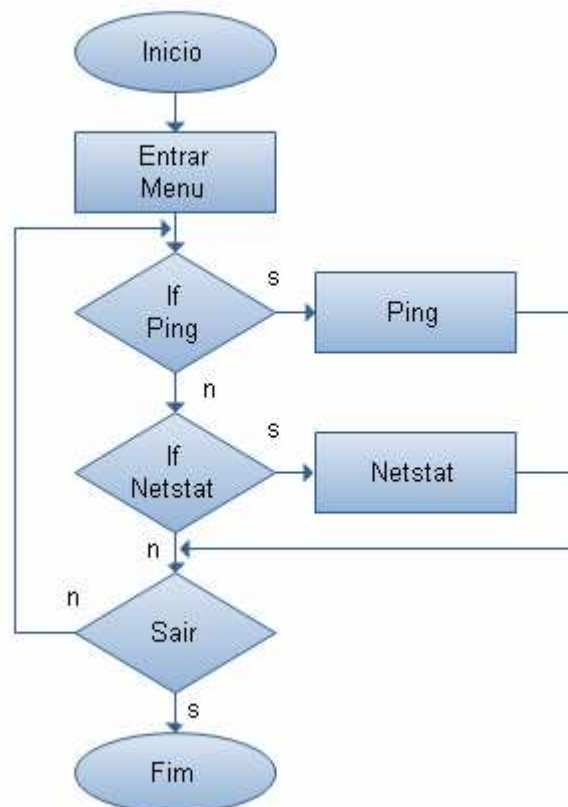 Inicio
Entrar
Menu
If
Ping
s
Ping
n
If
Netstat
s
Netstat
n
n
Sair
s
Fim